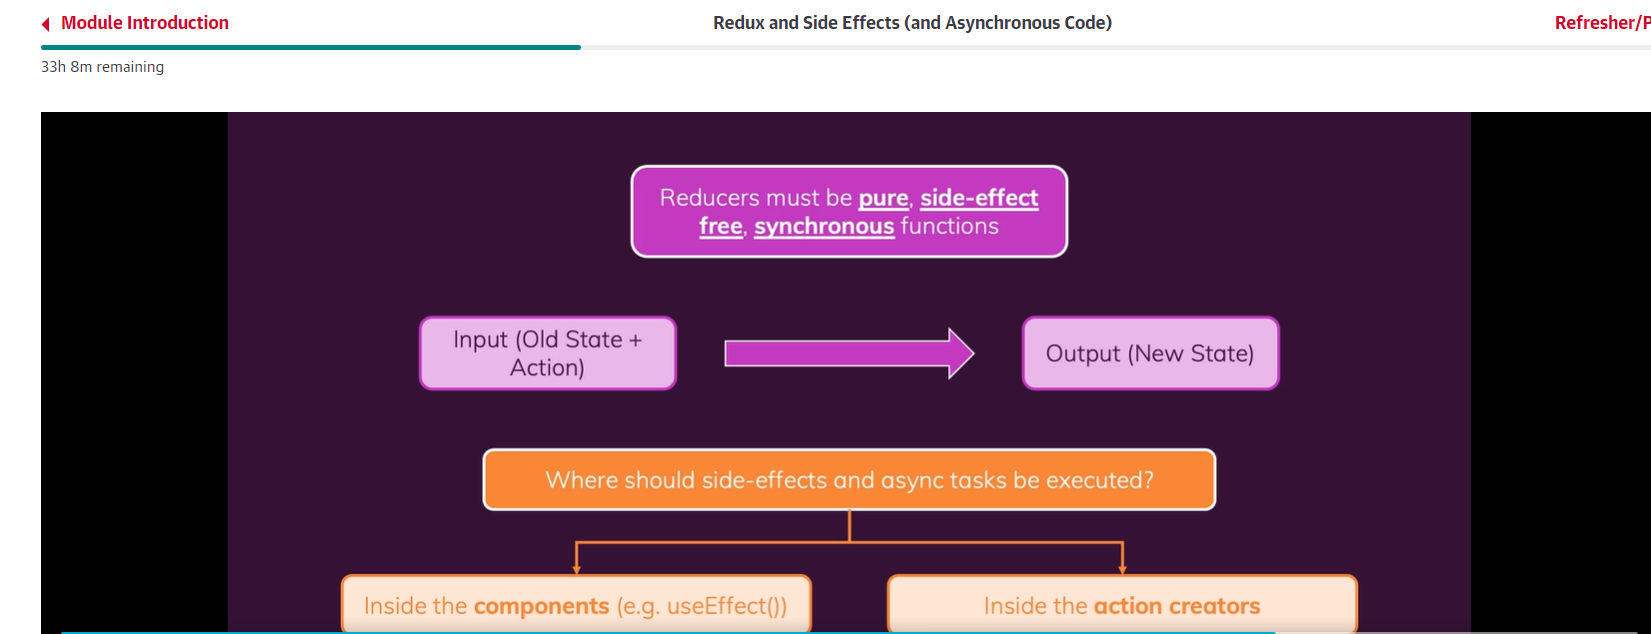 Module Introduction
Redux and Side Effects (and Asynchronous Code)
Refresher/P
33h 8m remaining
Reducers must be pure, side-effect
free, synchronous functions
Input (Old State +
Action)
Output (New State)
Where should side-effects and async tasks be executed?
Inside the components (e.g. useEffect())
Inside the action creators